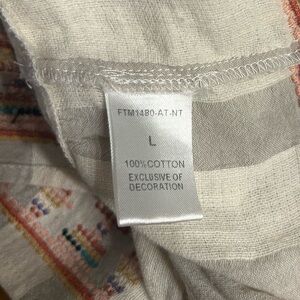 FTM1480-AT-NT
L
100% COTTON
EXCLUSIVE OF
DECORATION